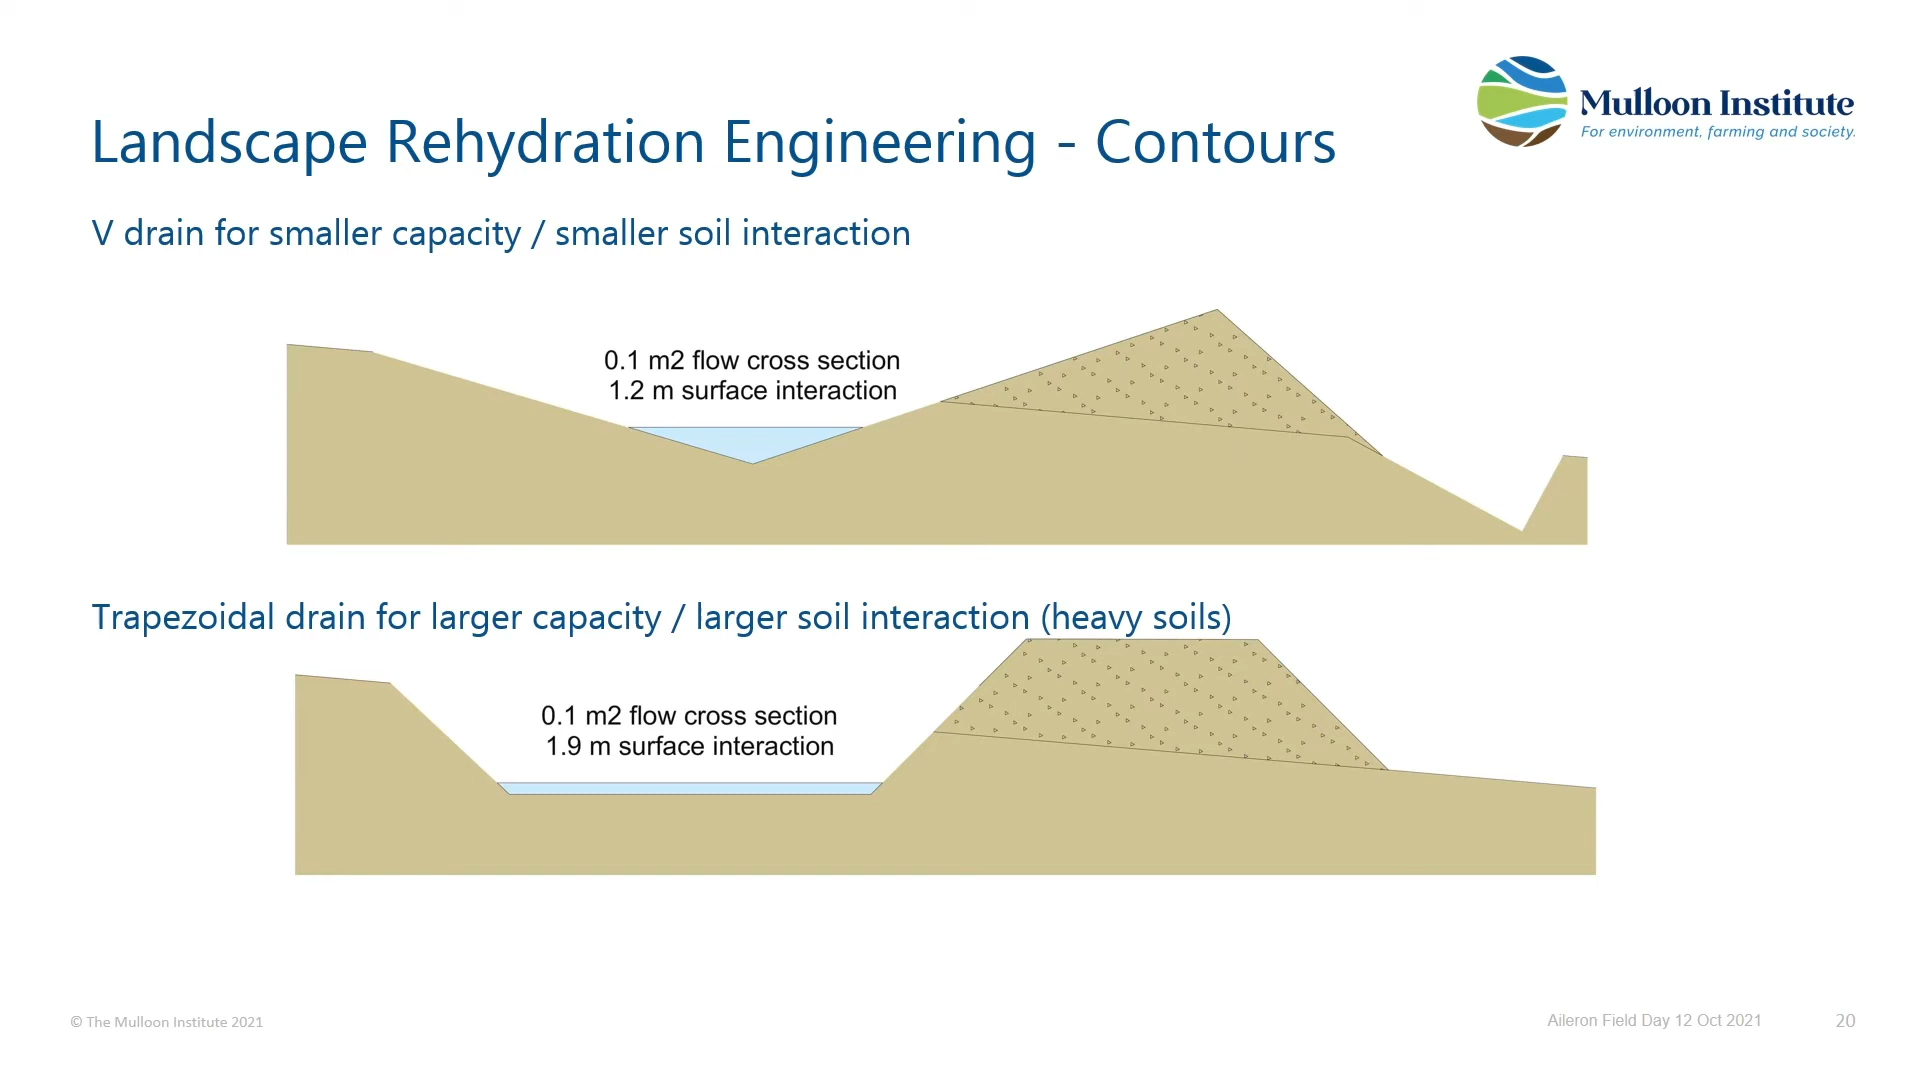 Mulloon Institute
For environment, farming and society.
Landscape Rehydration Engineering - Contours
V drain for smaller capacity / smaller soil interaction
0.1 m2 flow cross section
1.2 m surface interaction
Trapezoidal drain for larger capacity / larger soil interaction (heavy soils)
0.1 m2 flow cross section
1.9 m surface interaction
© The Mulloon Institute 2021
Aileron Field Day 12 Oct 2021
20